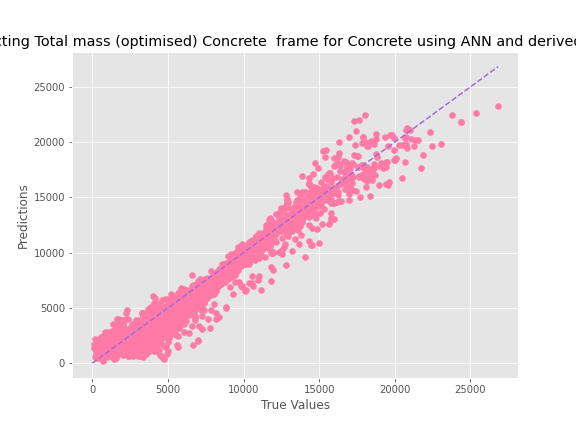 cting Total mass (optimised) Concrete  frame for Concrete using ANN and derived
25000
20000
15000
10000
5000
0
Predictions
0 5000 10000 15000 20000 25000
True Values